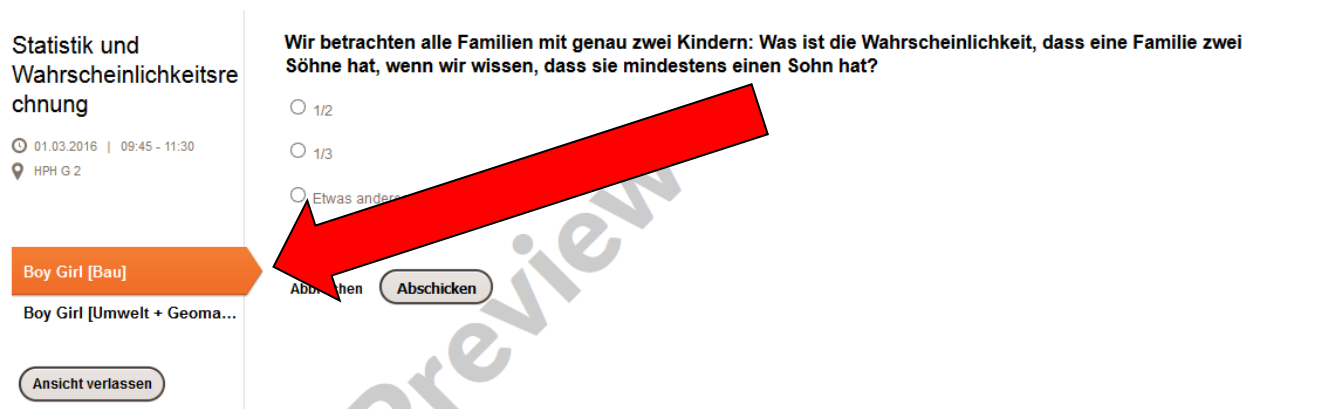 Statistik und
Wahrscheinlichkeitsre
chnung
01.03.2016 | 09:45 - 11:30
HPH G 2
Boy Girl [Bau]
Boy Girl [Umwelt + Geoma...
Ansicht verlassen
Wir betrachten alle Familien mit genau zwei Kindern: Was ist die Wahrscheinlichkeit, dass eine Familie zwei
Söhne hat, wenn wir wissen, dass sie mindestens einen Sohn hat?
1/2
1/3
Etwas
Abschicken
Preview